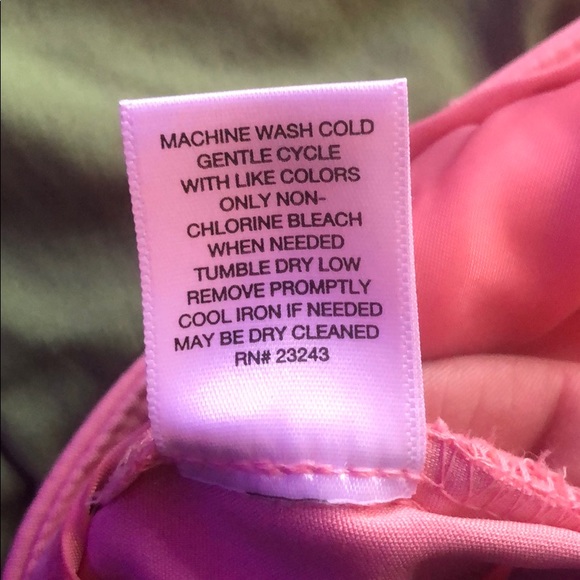 MACHINE WASH COLD
GENTLE CYCLE
WITH LIKE COLORS
ONLY NON-
CHLORINE BLEACH
WHEN NEEDED
TUMBLE DRY LOW
REMOVE PROMPTLY
COOL IRON IF NEEDED
MAY BE DRY CLEANED
RN# 23243